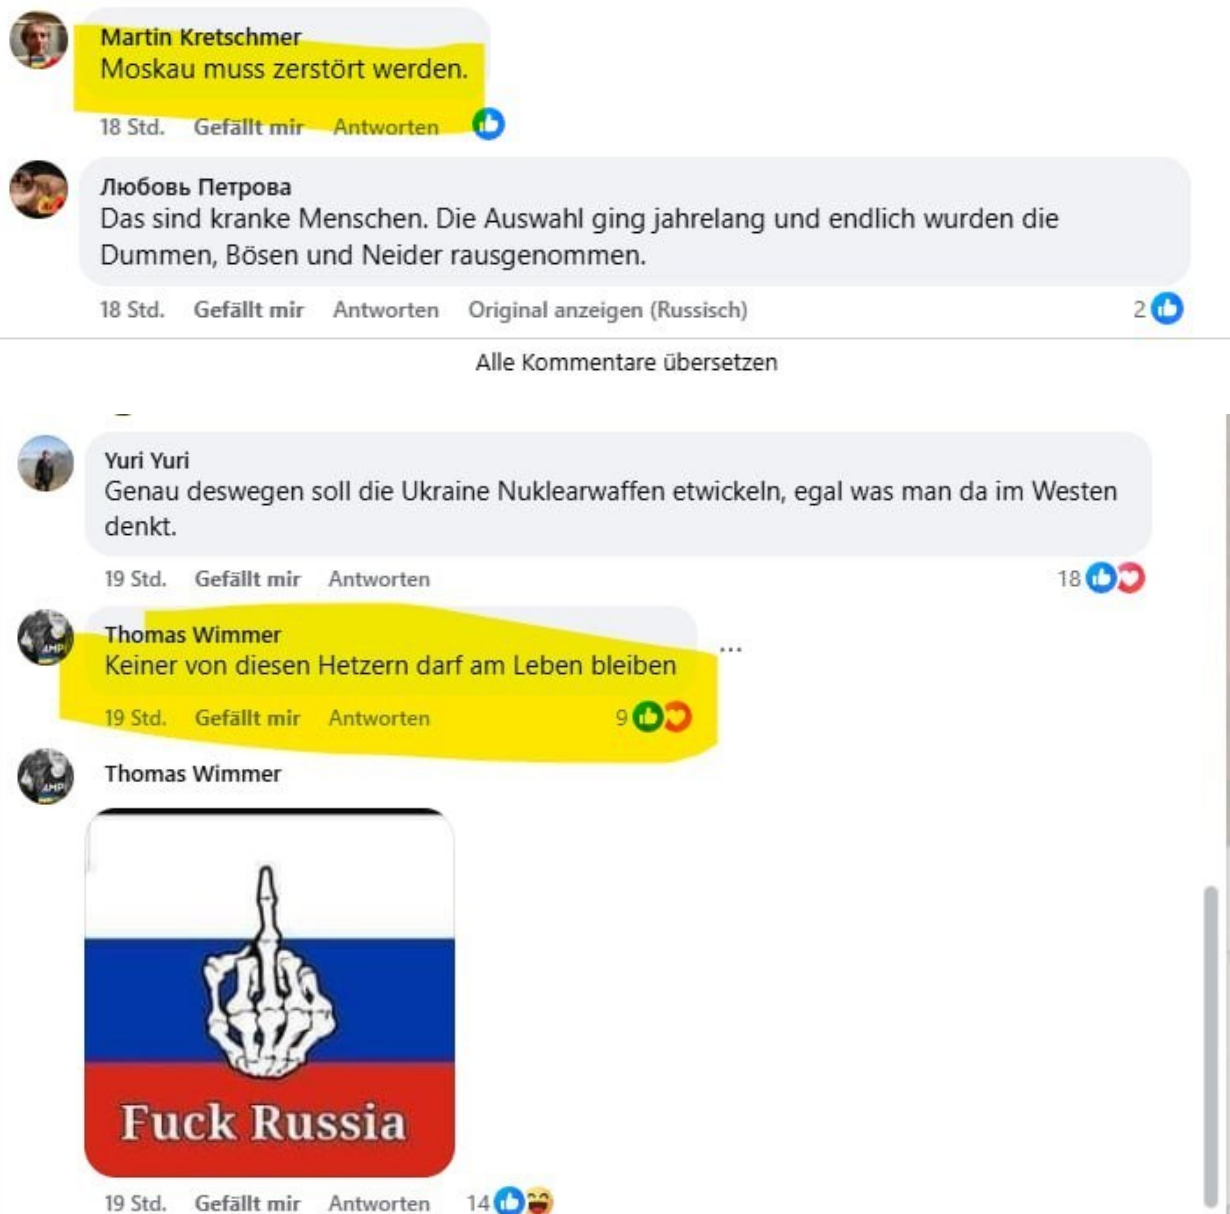 Martin Kretschmer
Moskau muss zerstört werden.
18 Std. Gefällt mir Antworten
Любовь Петрова
Das sind kranke Menschen. Die Auswahl ging jahrelang und endlich wurden die
Dummen, Bösen und Neider rausgenommen.
18 Std. Gefällt mir Antworten Original anzeigen (Russisch) 2
Alle Kommentare übersetzen
Yuri Yuri
Genau deswegen soll die Ukraine Nuklearwaffen etwickeln, egal was man da im Westen
denkt.
19 Std. Gefällt mir Antworten 18
Thomas Wimmer
Keiner von diesen Hetzern darf am Leben bleiben
...
19 Std. Gefällt mir Antworten 9
Thomas Wimmer
Fuck Russia
19 Std. Gefällt mir Antworten 14